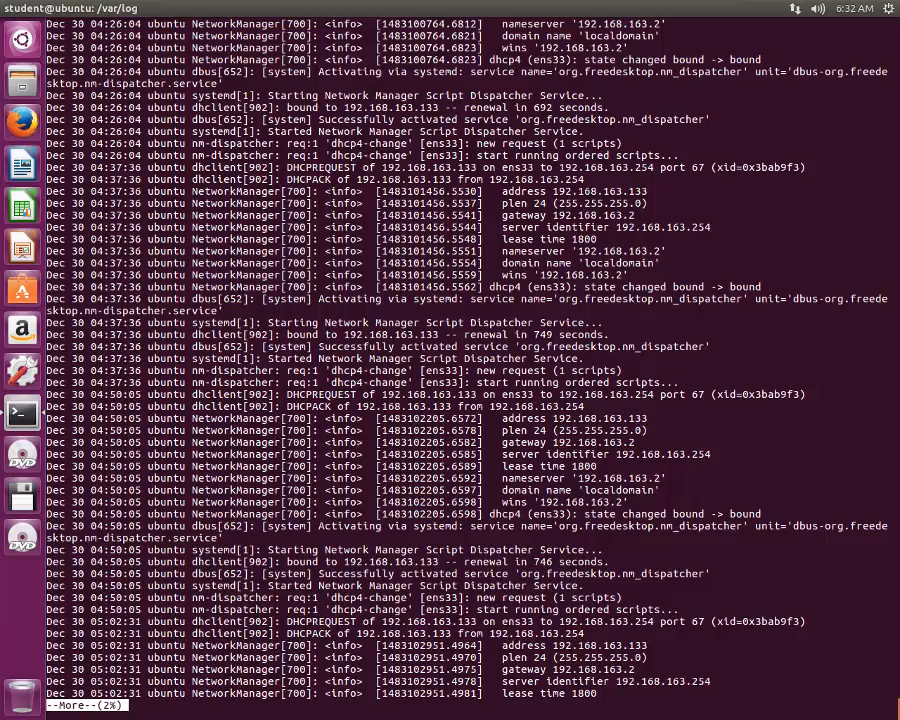 student@ubuntu: /var/log
6:32 AM
Dec 30 04:26:04 ubuntu NetworkManager[700]: <info>  [1483100764.6812]   nameserver '192.168.163.2'
Dec 30 04:26:04 ubuntu NetworkManager[700]: <info>  [1483100764.6821]   domain name 'localdomain'
Dec 30 04:26:04 ubuntu NetworkManager[700]: <info>  [1483100764.6823]   wins '192.168.163.2'
Dec 30 04:26:04 ubuntu NetworkManager[700]: <info>  [1483100764.6823] dhcp4 (ens33): state changed bound -> bound
Dec 30 04:26:04 ubuntu dbus[652]: [system] Activating via systemd: service name='org.freedesktop.nm_dispatcher' unit='dbus-org.freede
sktop.nm-dispatcher.service'
Dec 30 04:26:04 ubuntu systemd[1]: Starting Network Manager Script Dispatcher Service...
Dec 30 04:26:04 ubuntu dhclient[902]: bound to 192.168.163.133 -- renewal in 692 seconds.
Dec 30 04:26:04 ubuntu dbus[652]: [system] Successfully activated service 'org.freedesktop.nm_dispatcher'
Dec 30 04:26:04 ubuntu systemd[1]: Started Network Manager Script Dispatcher Service.
Dec 30 04:26:04 ubuntu nm-dispatcher: req:1 'dhcp4-change' [ens33]: new request (1 scripts)
Dec 30 04:26:04 ubuntu nm-dispatcher: req:1 'dhcp4-change' [ens33]: start running ordered scripts...
Dec 30 04:37:36 ubuntu dhclient[902]: DHCPREQUEST of 192.168.163.133 on ens33 to 192.168.163.254 port 67 (xid=0x3bab9f3)
Dec 30 04:37:36 ubuntu dhclient[902]: DHCPACK of 192.168.163.133 from 192.168.163.254
Dec 30 04:37:36 ubuntu NetworkManager[700]: <info>  [1483101456.5530]   address 192.168.163.133
Dec 30 04:37:36 ubuntu NetworkManager[700]: <info>  [1483101456.5537]   plen 24 (255.255.255.0)
Dec 30 04:37:36 ubuntu NetworkManager[700]: <info>  [1483101456.5541]   gateway 192.168.163.2
Dec 30 04:37:36 ubuntu NetworkManager[700]: <info>  [1483101456.5544]   server identifier 192.168.163.254
Dec 30 04:37:36 ubuntu NetworkManager[700]: <info>  [1483101456.5548]   lease time 1800
Dec 30 04:37:36 ubuntu NetworkManager[700]: <info>  [1483101456.5551]   nameserver '192.168.163.2'
Dec 30 04:37:36 ubuntu NetworkManager[700]: <info>  [1483101456.5554]   domain name 'localdomain'
Dec 30 04:37:36 ubuntu NetworkManager[700]: <info>  [1483101456.5559]   wins '192.168.163.2'
Dec 30 04:37:36 ubuntu NetworkManager[700]: <info>  [1483101456.5562] dhcp4 (ens33): state changed bound -> bound
Dec 30 04:37:36 ubuntu dbus[652]: [system] Activating via systemd: service name='org.freedesktop.nm_dispatcher' unit='dbus-org.freede
sktop.nm-dispatcher.service'
Dec 30 04:37:36 ubuntu systemd[1]: Starting Network Manager Script Dispatcher Service...
Dec 30 04:37:36 ubuntu dhclient[902]: bound to 192.168.163.133 -- renewal in 749 seconds.
Dec 30 04:37:36 ubuntu dbus[652]: [system] Successfully activated service 'org.freedesktop.nm_dispatcher'
Dec 30 04:37:36 ubuntu systemd[1]: Started Network Manager Script Dispatcher Service.
Dec 30 04:37:36 ubuntu nm-dispatcher: req:1 'dhcp4-change' [ens33]: new request (1 scripts)
Dec 30 04:37:36 ubuntu nm-dispatcher: req:1 'dhcp4-change' [ens33]: start running ordered scripts...
Dec 30 04:50:05 ubuntu dhclient[902]: DHCPREQUEST of 192.168.163.133 on ens33 to 192.168.163.254 port 67 (xid=0x3bab9f3)
Dec 30 04:50:05 ubuntu dhclient[902]: DHCPACK of 192.168.163.133 from 192.168.163.254
Dec 30 04:50:05 ubuntu NetworkManager[700]: <info>  [1483102205.6572]   address 192.168.163.133
Dec 30 04:50:05 ubuntu NetworkManager[700]: <info>  [1483102205.6578]   plen 24 (255.255.255.0)
Dec 30 04:50:05 ubuntu NetworkManager[700]: <info>  [1483102205.6582]   gateway 192.168.163.2
Dec 30 04:50:05 ubuntu NetworkManager[700]: <info>  [1483102205.6585]   server identifier 192.168.163.254
Dec 30 04:50:05 ubuntu NetworkManager[700]: <info>  [1483102205.6589]   lease time 1800
Dec 30 04:50:05 ubuntu NetworkManager[700]: <info>  [1483102205.6592]   nameserver '192.168.163.2'
Dec 30 04:50:05 ubuntu NetworkManager[700]: <info>  [1483102205.6597]   domain name 'localdomain'
Dec 30 04:50:05 ubuntu NetworkManager[700]: <info>  [1483102205.6598]   wins '192.168.163.2'
Dec 30 04:50:05 ubuntu NetworkManager[700]: <info>  [1483102205.6598] dhcp4 (ens33): state changed bound -> bound
Dec 30 04:50:05 ubuntu dbus[652]: [system] Activating via systemd: service name='org.freedesktop.nm_dispatcher' unit='dbus-org.freede
sktop.nm-dispatcher.service'
Dec 30 04:50:05 ubuntu systemd[1]: Starting Network Manager Script Dispatcher Service...
Dec 30 04:50:05 ubuntu dhclient[902]: bound to 192.168.163.133 -- renewal in 746 seconds.
Dec 30 04:50:05 ubuntu dbus[652]: [system] Successfully activated service 'org.freedesktop.nm_dispatcher'
Dec 30 04:50:05 ubuntu systemd[1]: Started Network Manager Script Dispatcher Service.
Dec 30 04:50:05 ubuntu nm-dispatcher: req:1 'dhcp4-change' [ens33]: new request (1 scripts)
Dec 30 04:50:05 ubuntu nm-dispatcher: req:1 'dhcp4-change' [ens33]: start running ordered scripts...
Dec 30 05:02:31 ubuntu dhclient[902]: DHCPREQUEST of 192.168.163.133 on ens33 to 192.168.163.254 port 67 (xid=0x3bab9f3)
Dec 30 05:02:31 ubuntu dhclient[902]: DHCPACK of 192.168.163.133 from 192.168.163.254
Dec 30 05:02:31 ubuntu NetworkManager[700]: <info>  [1483102951.4964]   address 192.168.163.133
Dec 30 05:02:31 ubuntu NetworkManager[700]: <info>  [1483102951.4970]   plen 24 (255.255.255.0)
Dec 30 05:02:31 ubuntu NetworkManager[700]: <info>  [1483102951.4975]   gateway 192.168.163.2
Dec 30 05:02:31 ubuntu NetworkManager[700]: <info>  [1483102951.4978]   server identifier 192.168.163.254
Dec 30 05:02:31 ubuntu NetworkManager[700]: <info>  [1483102951.4981]   lease time 1800
--More--(2%)
DVD
DVD